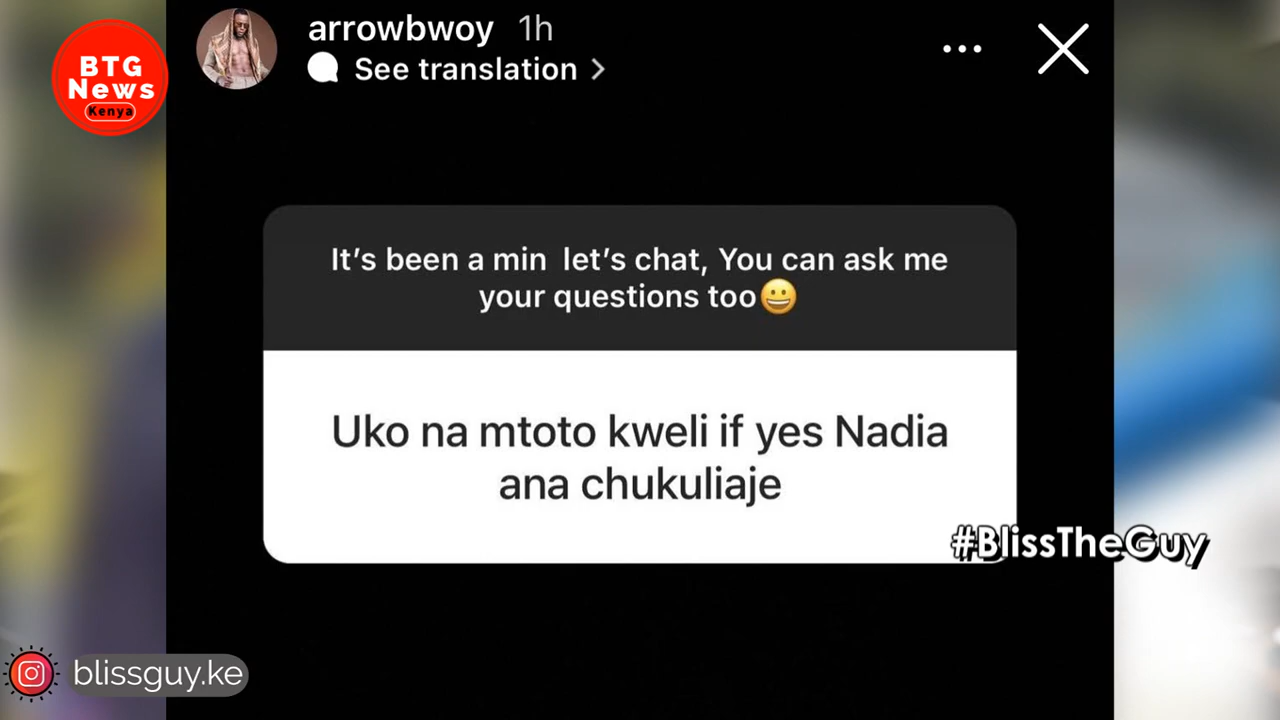 BTG
News
Kenya
arrowbwoy 1h
See translation
It's been a min let's chat, You can ask me
your questions too😀
Uko na mtoto kweli if yes Nadia
ana chukuliaje
#BlissTheGuy
blissguy.ke